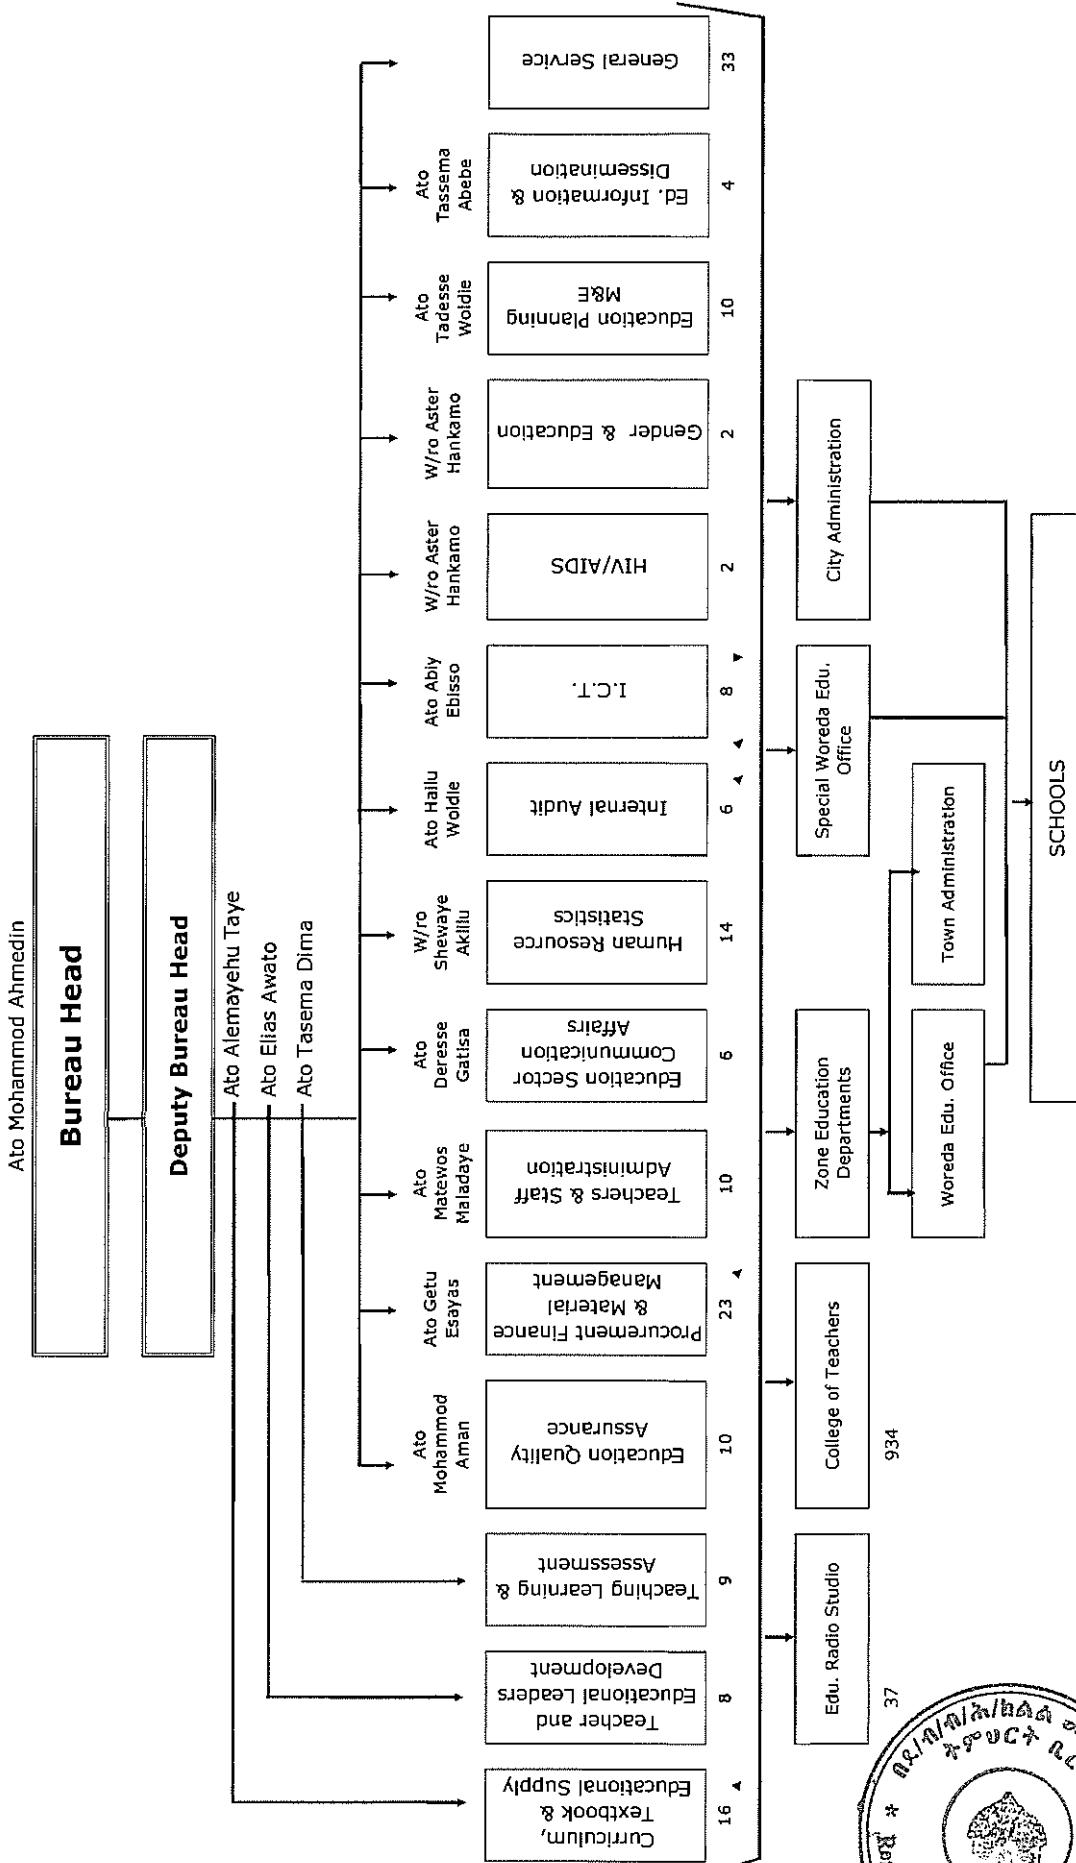 Ato Mohammod Ahmedin
Bureau Head
Deputy Bureau Head
Ato Alemayehu Taye
Ato Elias Awato
Ato Tasema Dima
Ato
Mohammod
Aman
Ato Getu
Esayas
Ato
Matewos
Maladaye
Ato
Deresse
Gatisa
W/ro
Shewaye
Aklilu
Ato Hailu
Woldie
Ato Abiy
Ebisso
W/ro Aster
Hankamo
W/ro Aster
Hankamo
Ato
Tadesse
Woldie
Ato
Tassema
Abebe
Curriculum,
Textbook &
Educational Supply
Teacher and
Educational Leaders
Development
Teaching Learning &
Assessment
Education Quality
Assurance
Procurement Finance
& Material
Management
Teachers & Staff
Administration
Education Sector
Communication
Affairs
Human Resource
Statistics
Internal Audit
I.C.T.
HIV/AIDS
Gender & Education
Education Planning
M&E
Ed. Information &
Dissemination
General Service
16
8
9
10
23
10
6
14
6
8
2
2
10
4
33
Edu. Radio Studio
College of Teachers
Zone Education
Departments
Special Woreda Edu.
Office
City Administration
37
934
Woreda Edu. Office
Town Administration
SCHOOLS